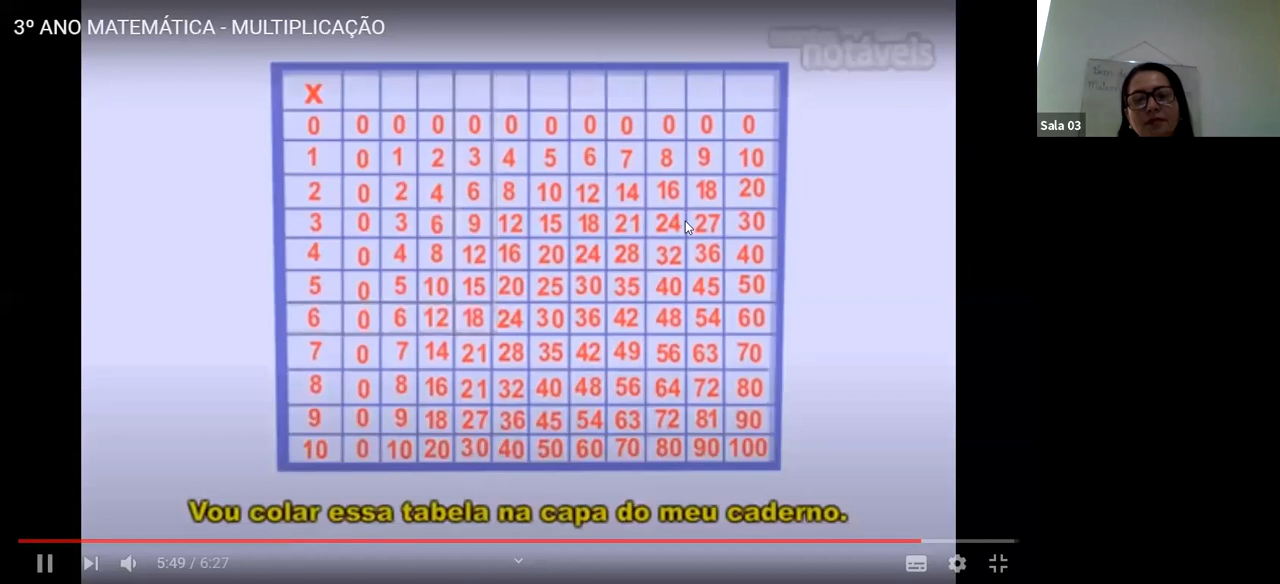 3º ANO MATEMÁTICA - MULTIPLICAÇÃO
notáveis
X
0 0 0 0 0 0 0 0 0 0 0 0
1 0 1 2 3 4 5 6 7 8 9 10
2 0 2 4 6 8 10 12 14 16 18 20
3 0 3 6 9 12 15 18 21 24 27 30
4 0 4 8 12 16 20 24 28 32 36 40
5 0 5 10 15 20 25 30 35 40 45 50
6 0 6 12 18 24 30 36 42 48 54 60
7 0 7 14 21 28 35 42 49 56 63 70
8 0 8 16 21 32 40 48 56 64 72 80
9 0 9 18 27 36 45 54 63 72 81 90
10 0 10 20 30 40 50 60 70 80 90 100
Vou colar essa tabela na capa do meu caderno.
5:49 / 6:27
Sala 03